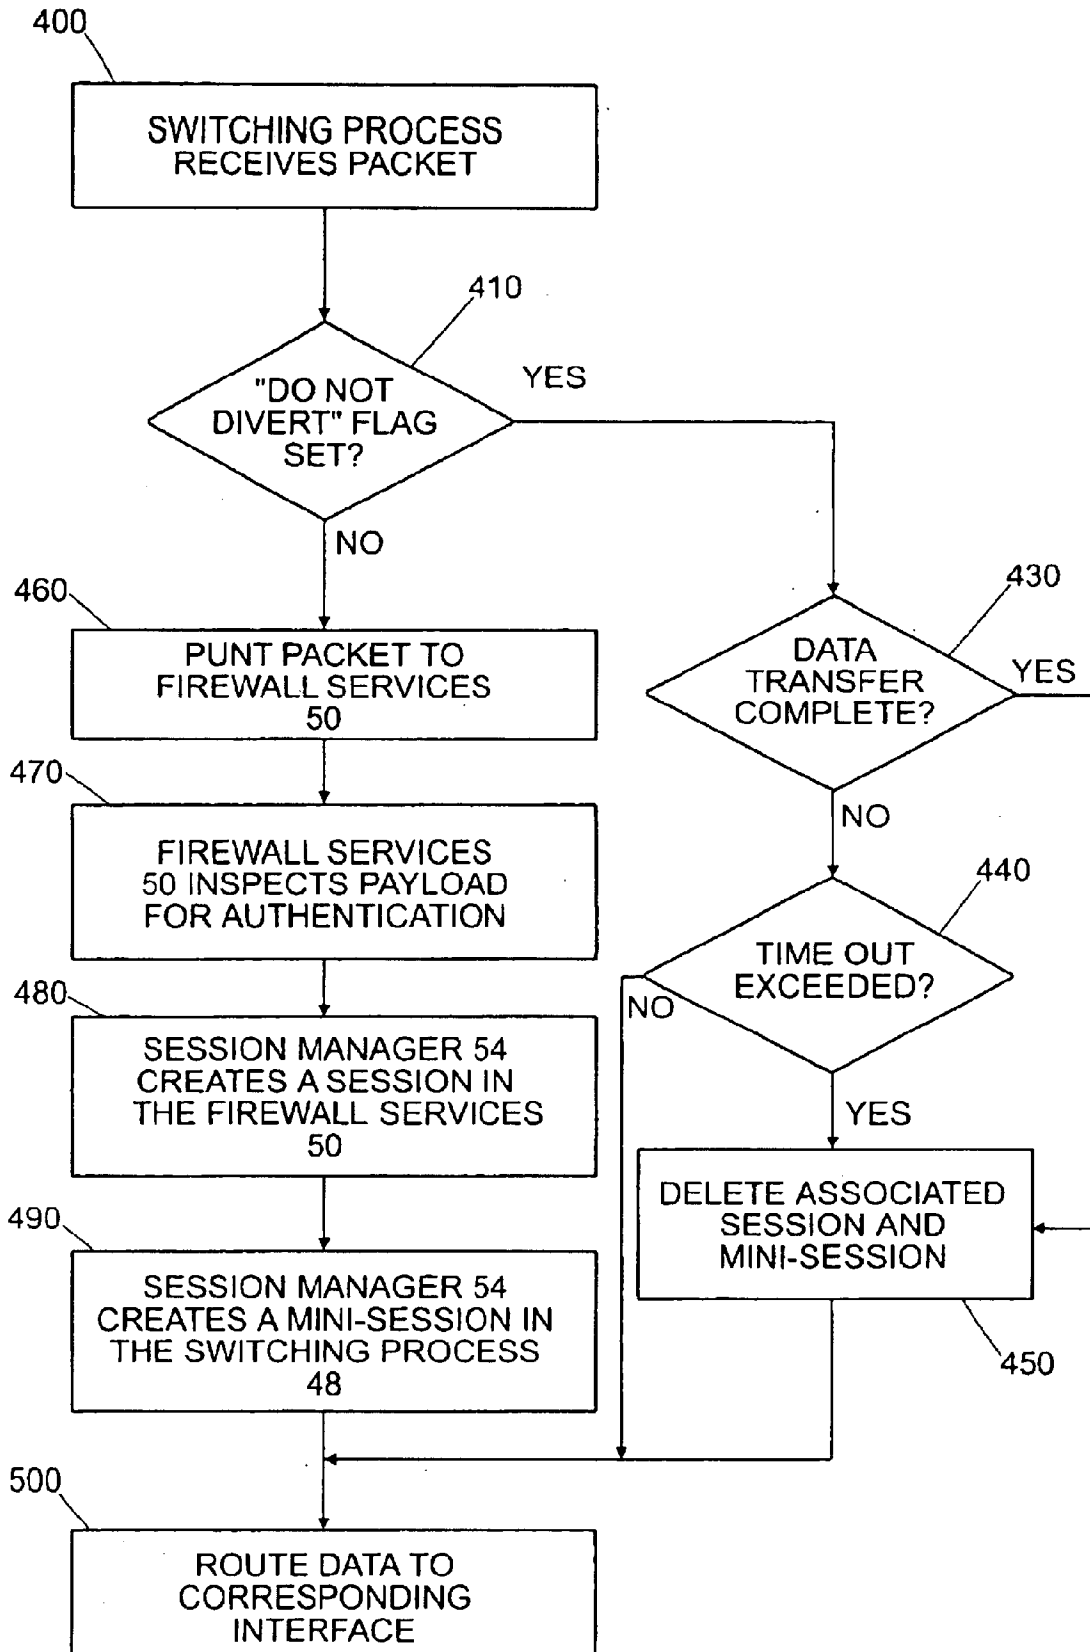 400
SWITCHING PROCESS
RECEIVES PACKET
410
"DO NOT
DIVERT" FLAG
SET?
YES
NO
460
PUNT PACKET TO
FIREWALL SERVICES
50
430
DATA
TRANSFER
COMPLETE?
YES
NO
470
FIREWALL SERVICES
50 INSPECTS PAYLOAD
FOR AUTHENTICATION
440
TIME OUT
EXCEEDED?
NO
YES
480
SESSION MANAGER 54
CREATES A SESSION IN
THE FIREWALL SERVICES
50
DELETE ASSOCIATED
SESSION AND
MINI-SESSION
450
490
SESSION MANAGER 54
CREATES A MINI-SESSION IN
THE SWITCHING PROCESS
48
500
ROUTE DATA TO
CORRESPONDING
INTERFACE